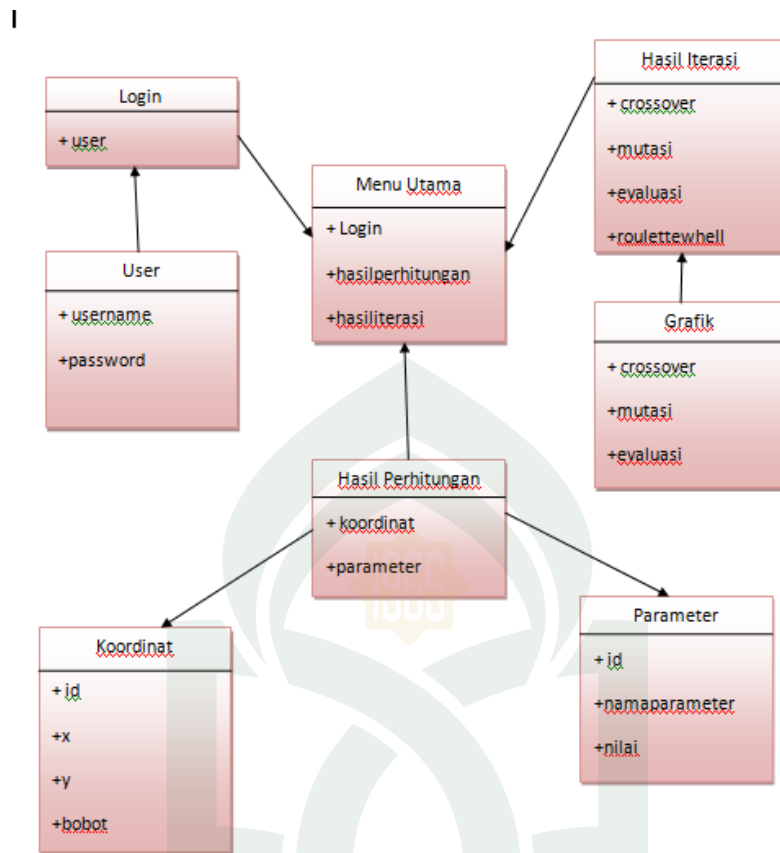 I
Login
+ user
User
+ username
+password
Menu Utama
+ Login
+hasilperhitungan
+hasiliterasi
Hasil Iterasi
+ crossover
+mutasi
+evaluasi
+roulettewhell
Grafik
+ crossover
+mutasi
+evaluasi
Hasil Perhitungan
+ koordinat
+parameter
Koordinat
+ id
+x
+y
+bobot
Parameter
+ id
+namaparameter
+nilai